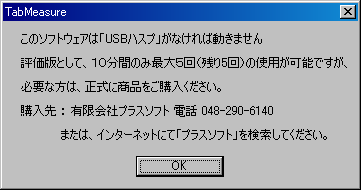 TabMeasure
このソフトウェアは「USBハスプ」がなければ動きません
評価版として、10分間のみ最大5回(残り5回)の使用が可能ですが、
必要な方は、正式に商品をご購入ください。
購入先： 有限会社プラスソフト 電話 048-290-6140
または、インターネットにて「プラスソフト」を検索してください。
OK